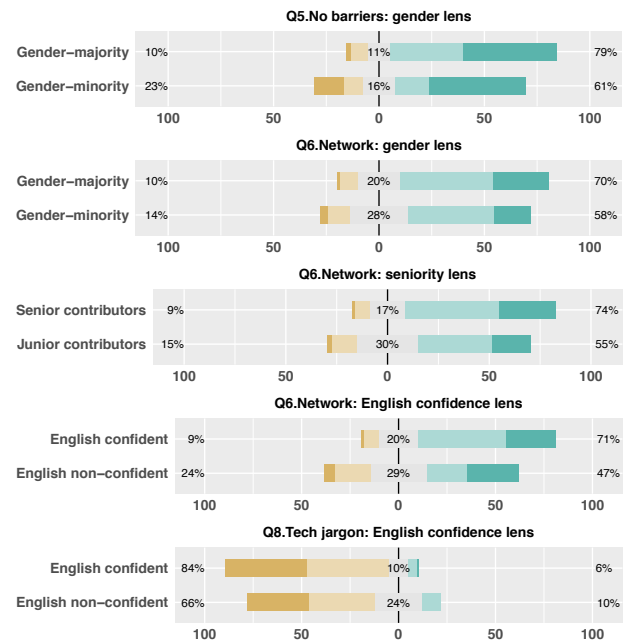 Q5.No barriers: gender lens
Gender−majority 10% 11% 79%
Gender−minority 23% 16% 61%
100 50 0 50 100
Q6.Network: gender lens
Gender−majority 10% 20% 70%
Gender−minority 14% 28% 58%
100 50 0 50 100
Q6.Network: seniority lens
Senior contributors 9% 17% 74%
Junior contributors 15% 30% 55%
100 50 0 50 100
Q6.Network: English confidence lens
English confident 9% 20% 71%
English non−confident 24% 29% 47%
100 50 0 50 100
Q8.Tech jargon: English confidence lens
English confident 84% 10% 6%
English non−confident 66% 24% 10%
100 50 0 50 100